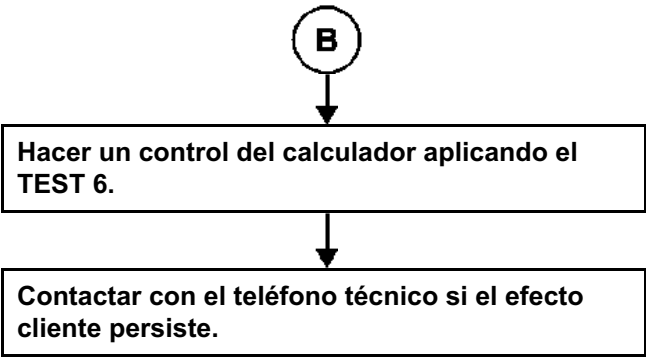 B
Hacer un control del calculador aplicando el
TEST 6.
Contactar con el teléfono técnico si el efecto
cliente persiste.